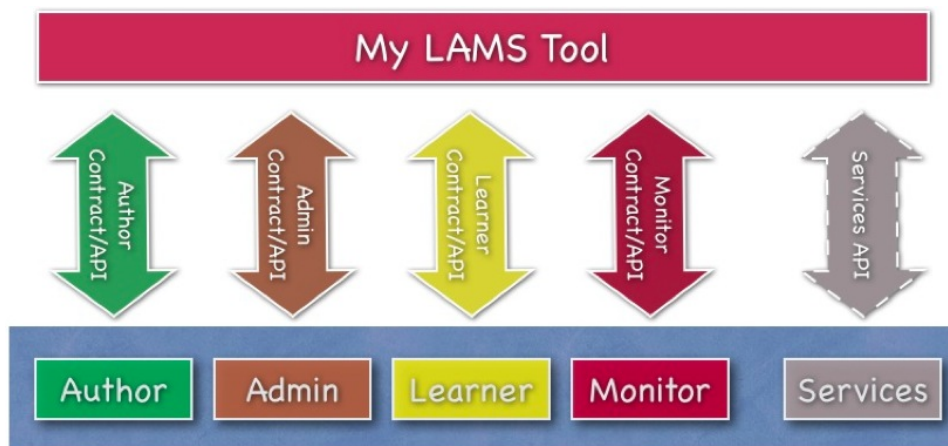 My LAMS Tool
Author
Contract/API
Admin
Contract/API
Learner
Contract/API
Monitor
Contract/API
Services API
Author
Admin
Learner
Monitor
Services